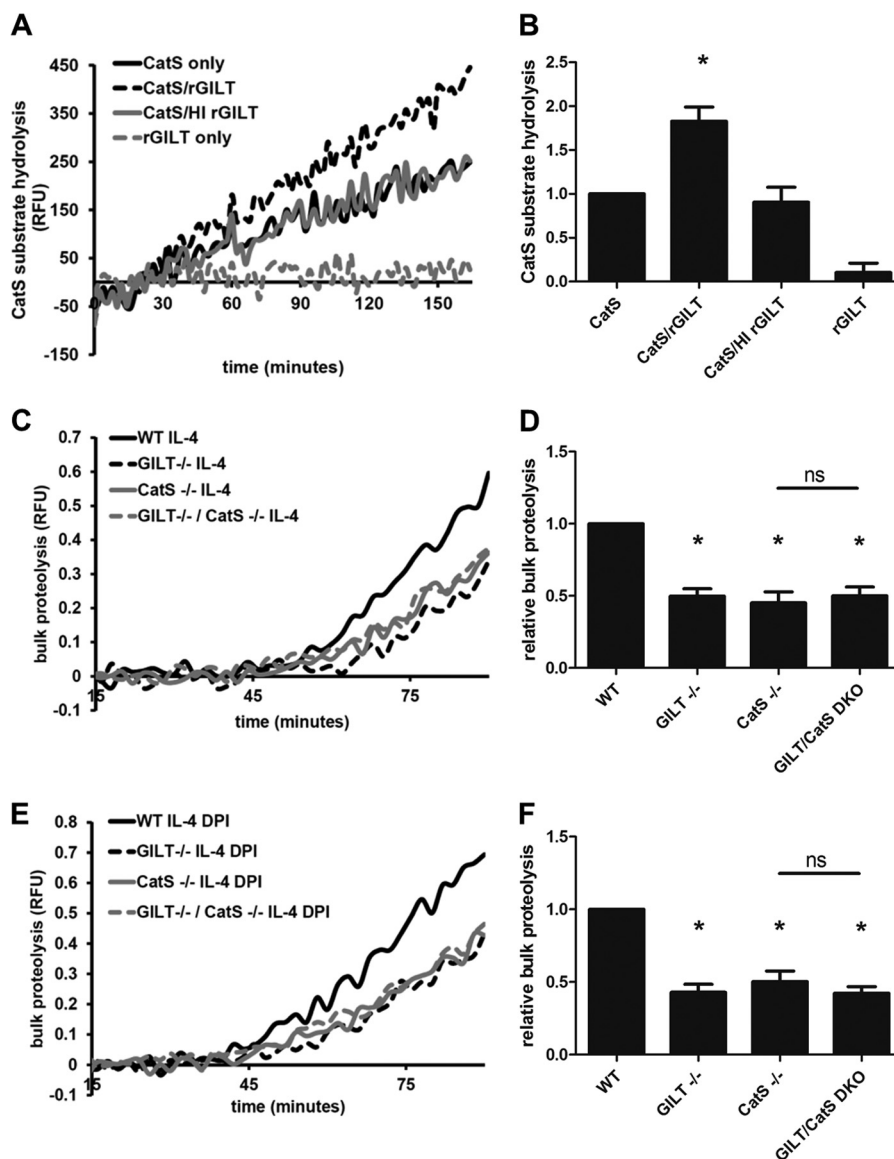 A
CatS substrate hydrolysis
(RFU)
450
350
250
150
50
-50
-150
CatS only
CatS/rGILT
CatS/HI rGILT
rGILT only
0 30 60 90 120 150
time (minutes)
B
CatS substrate hydrolysis
2.5
2.0
1.5
1.0
0.5
0.0
*
CatS
CatS/rGILT
CatS/HI rGILT
rGILT
C
bulk proteolysis (RFU)
0.7
0.6
0.5
0.4
0.3
0.2
0.1
0
-0.1
WT IL-4
GILT-/- IL-4
CatS -/- IL-4
GILT-/- / CatS -/- IL-4
15 45 75
time (minutes)
D
relative bulk proteolysis
1.5
1.0
0.5
0.0
ns
* * *
WT
GILT -/-
CatS -/-
GILT/CatS DKO
E
bulk proteolysis (RFU)
0.8
0.7
0.6
0.5
0.4
0.3
0.2
0.1
0
-0.1
WT IL-4 DPI
GILT-/- IL-4 DPI
CatS -/- IL-4 DPI
GILT-/- / CatS -/- IL-4 DPI
15 45 75
time (minutes)
F
relative bulk proteolysis
1.5
1.0
0.5
0.0
ns
* * *
WT
GILT -/-
CatS -/-
GILT/CatS DKO